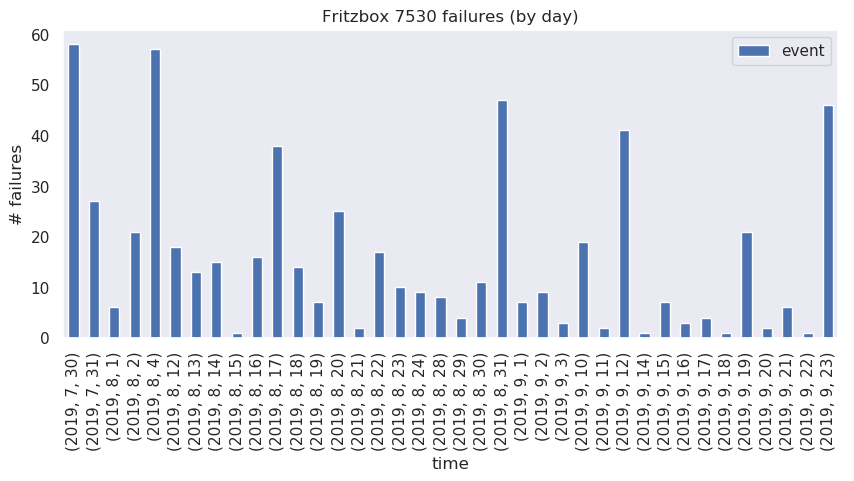 Fritzbox 7530 failures (by day)
event
# failures
60
50
40
30
20
10
0
(2019, 7, 30)
(2019, 7, 31)
(2019, 8, 1)
(2019, 8, 2)
(2019, 8, 4)
(2019, 8, 12)
(2019, 8, 13)
(2019, 8, 14)
(2019, 8, 15)
(2019, 8, 16)
(2019, 8, 17)
(2019, 8, 18)
(2019, 8, 19)
(2019, 8, 20)
(2019, 8, 21)
(2019, 8, 22)
(2019, 8, 23)
(2019, 8, 24)
(2019, 8, 28)
(2019, 8, 29)
(2019, 8, 30)
(2019, 8, 31)
(2019, 9, 1)
(2019, 9, 2)
(2019, 9, 3)
(2019, 9, 10)
(2019, 9, 11)
(2019, 9, 12)
(2019, 9, 14)
(2019, 9, 15)
(2019, 9, 16)
(2019, 9, 17)
(2019, 9, 18)
(2019, 9, 19)
(2019, 9, 20)
(2019, 9, 21)
(2019, 9, 22)
(2019, 9, 23)
time